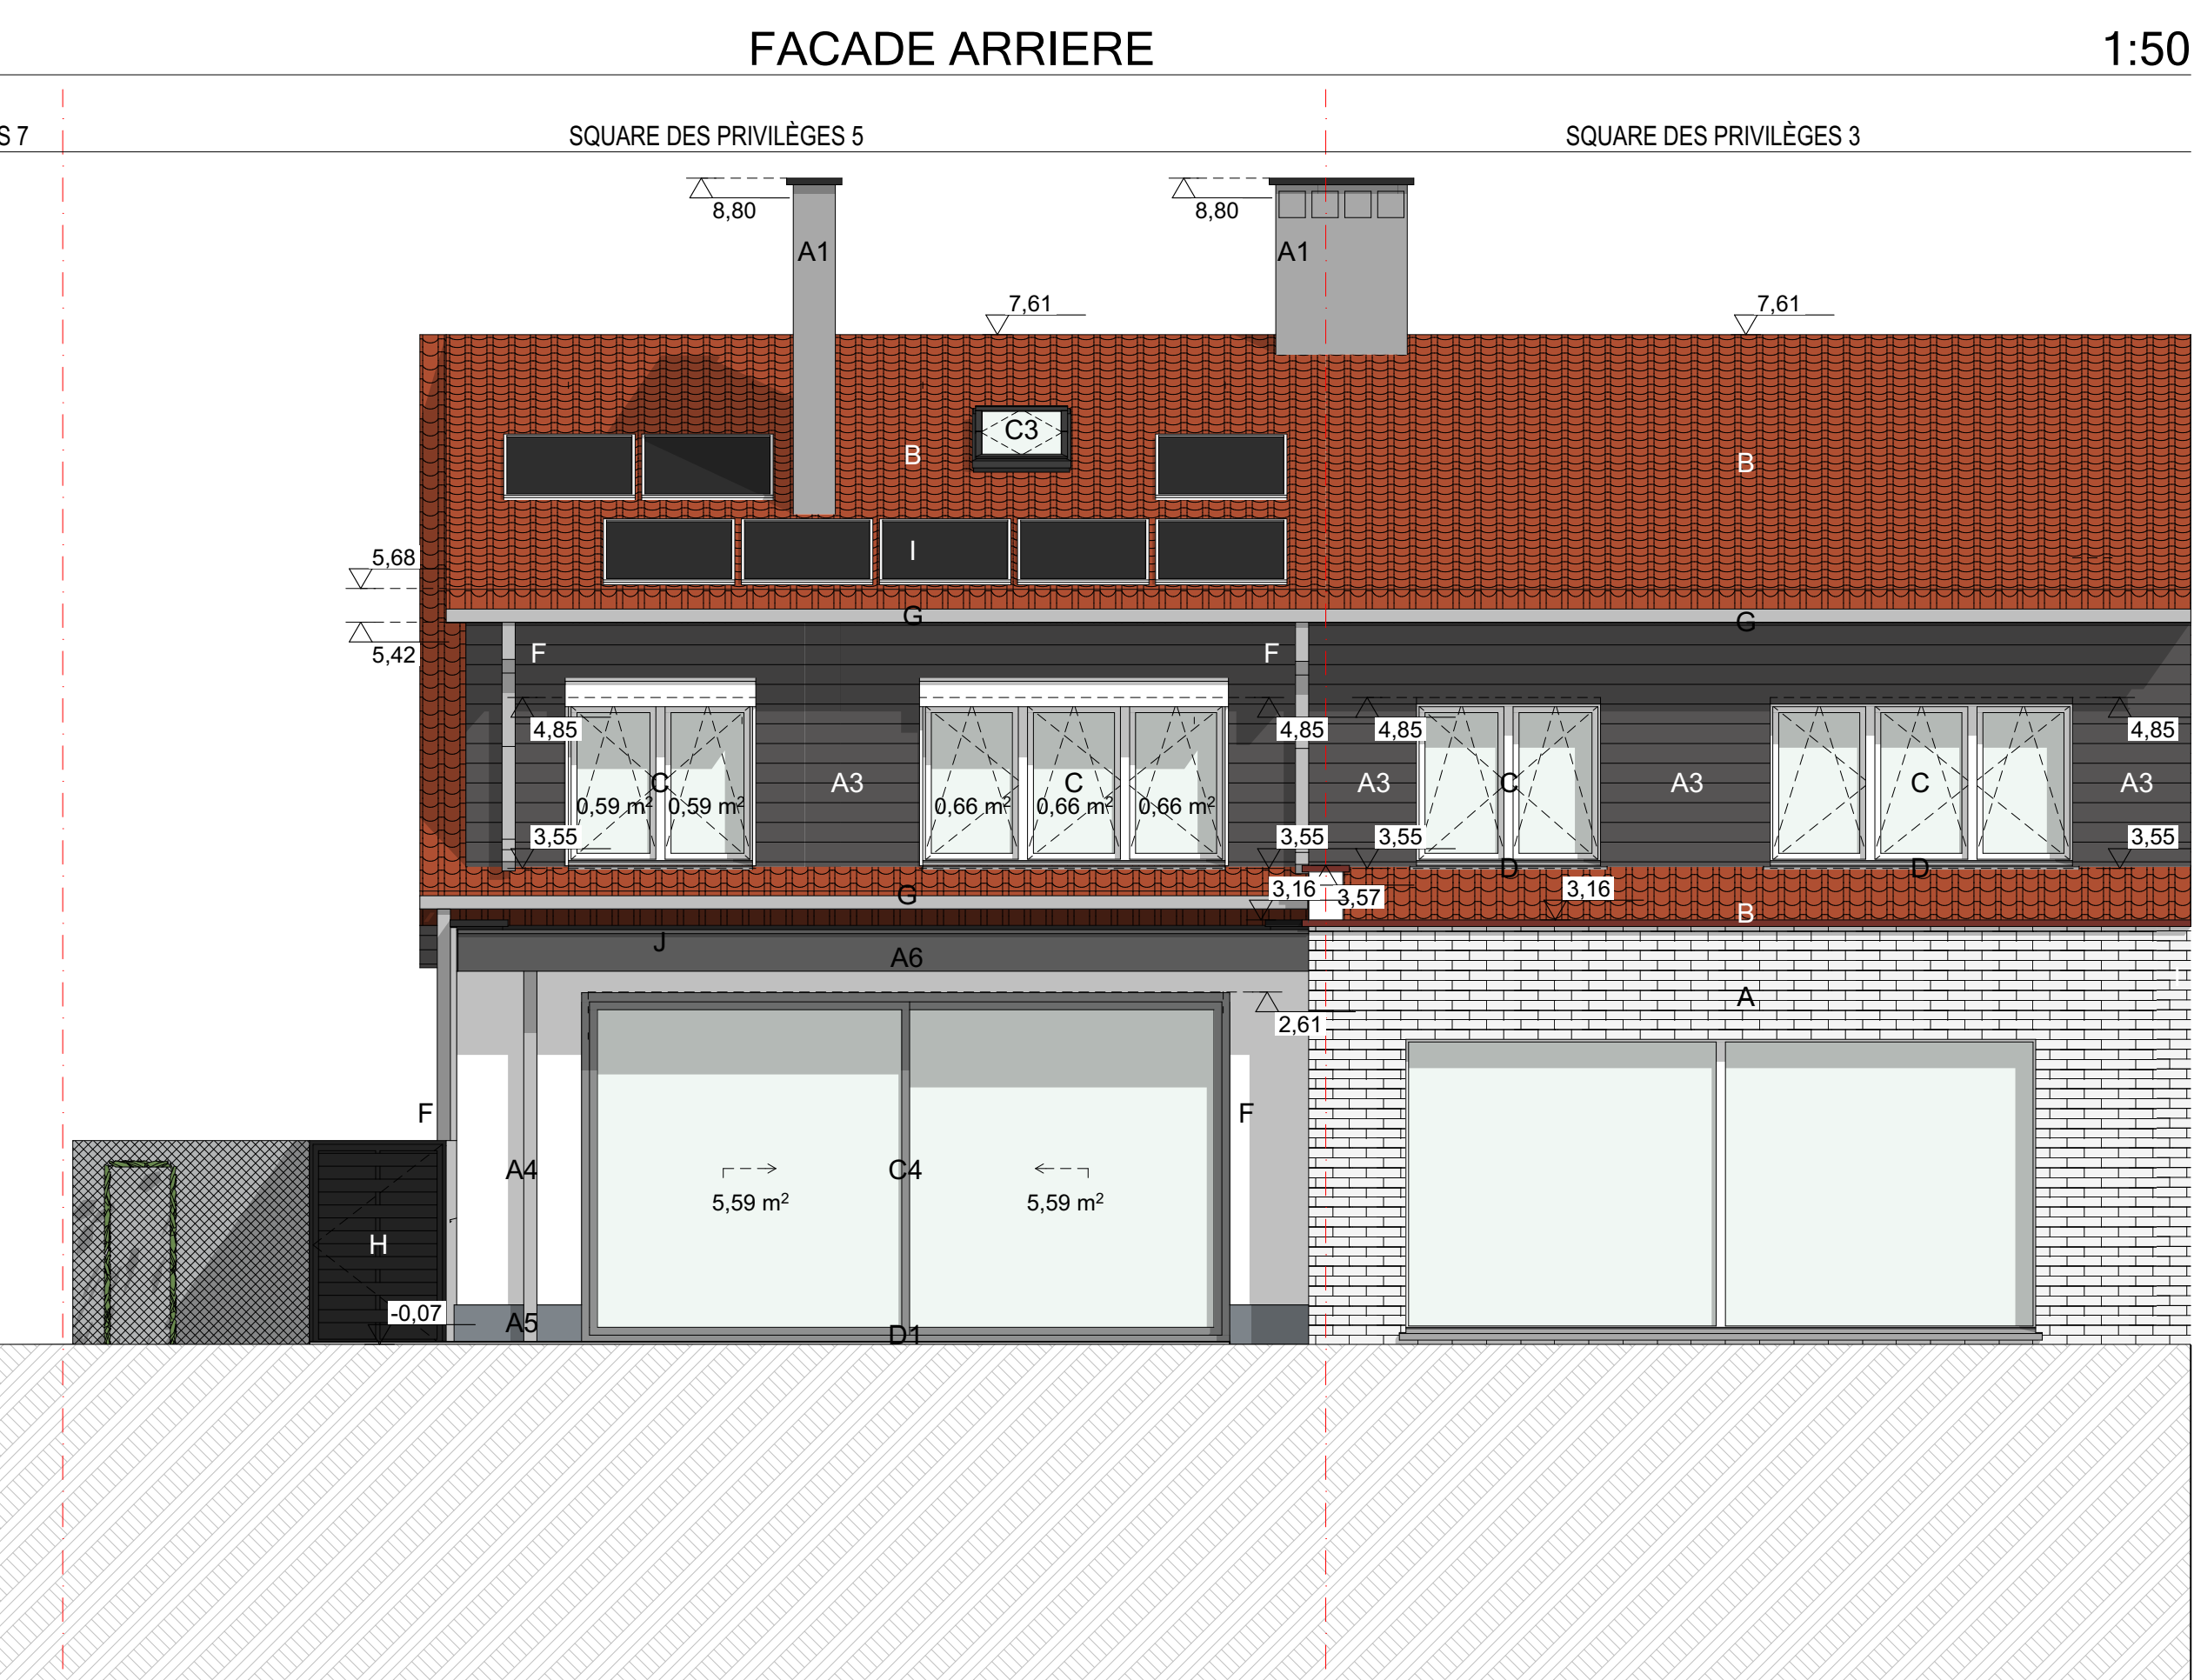 FACADE ARRIERE
1:50
S 7
SQUARE DES PRIVILÈGES 5
SQUARE DES PRIVILÈGES 3
8,80
8,80
A1
A1
7,61
7,61
C3
B
B
I
5,68
G
G
5,42
F
F
4,85
4,85
4,85
4,85
C
A3
C
A3
C
A3
C
A3
0,59 m²
0,59 m²
0,66 m²
0,66 m²
0,66 m²
3,55
3,55
3,55
3,55
D
D
3,16
3,57
3,16
G
B
J
A6
A
2,61
F
F
A4
C4
5,59 m²
5,59 m²
H
-0,07
A5
D1